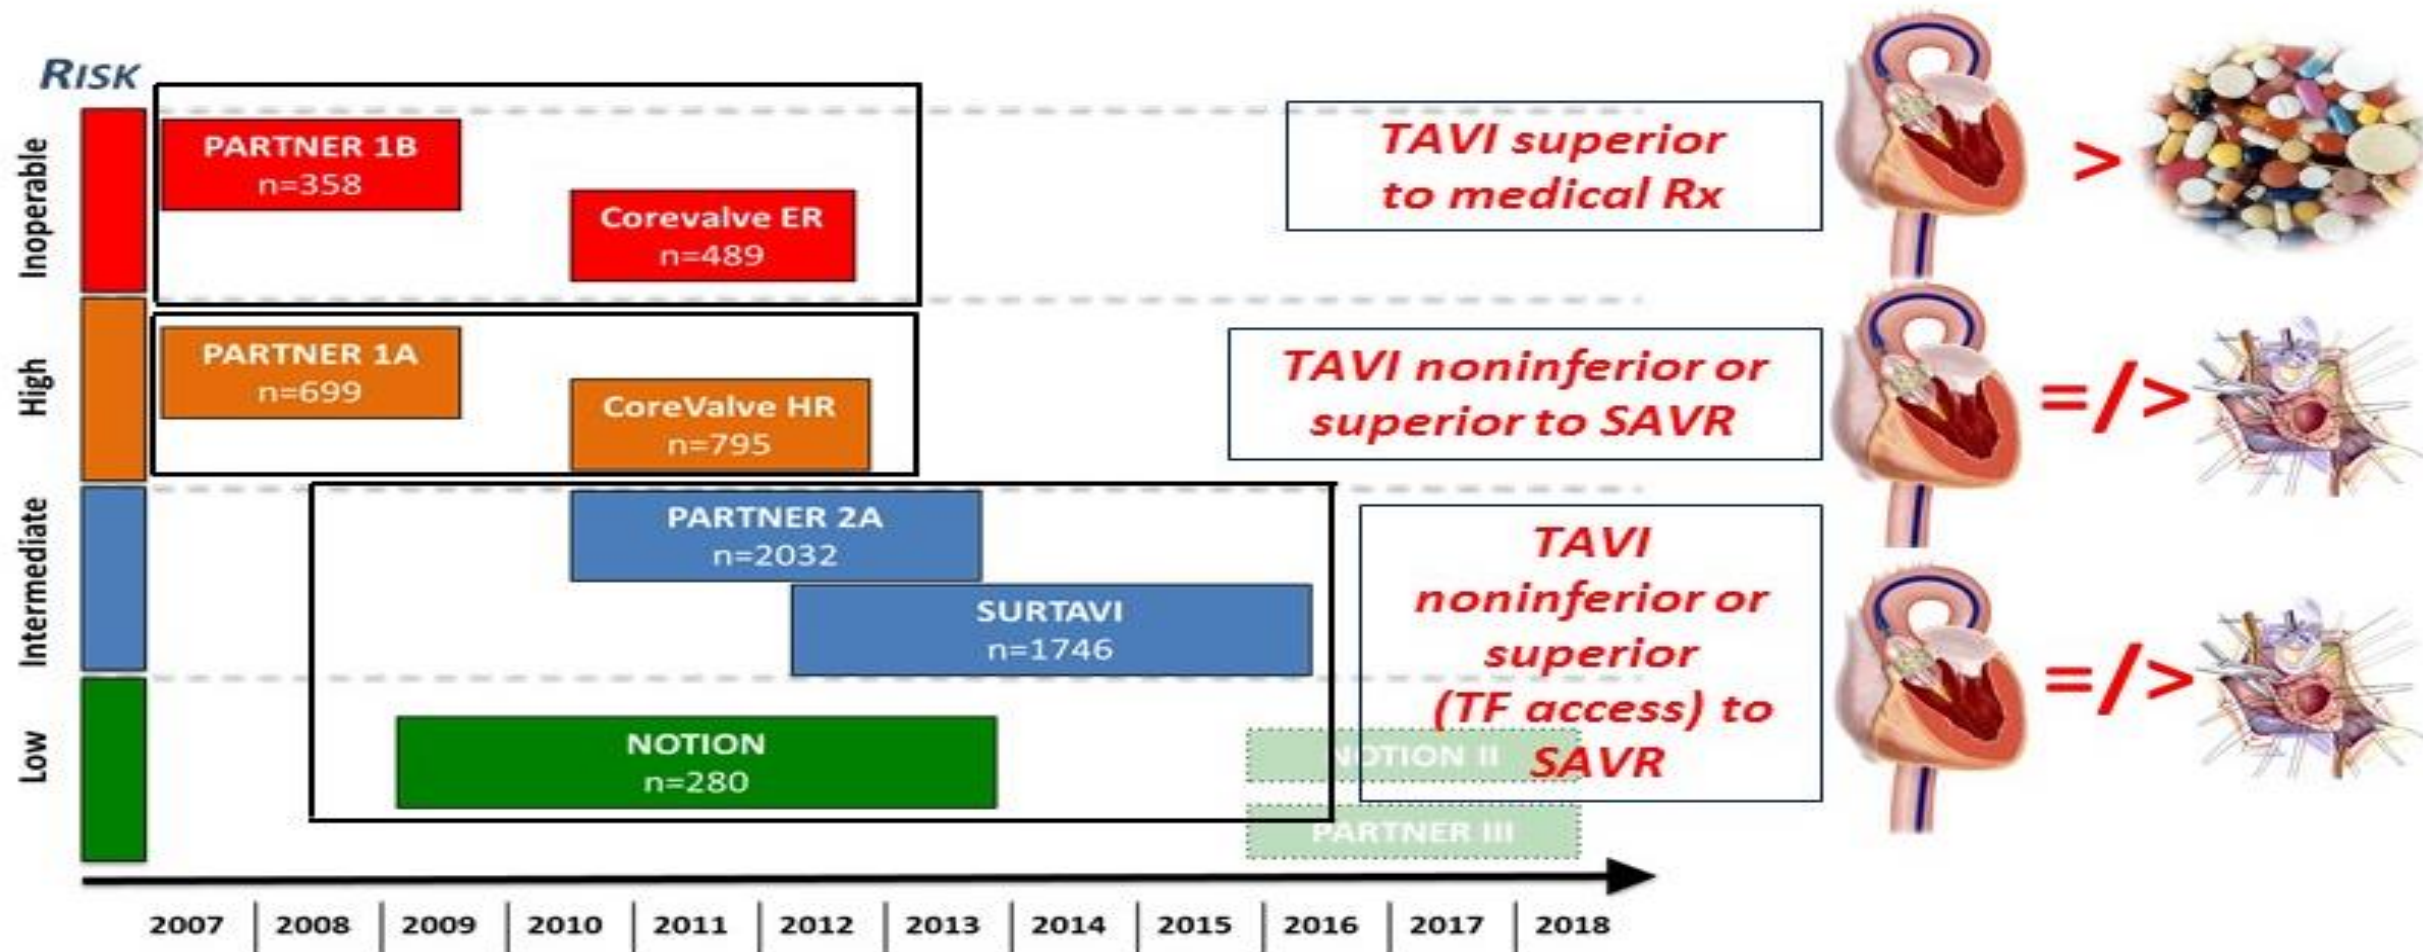 RISK
Inoperable
PARTNER 1B
n=358
Corevalve ER
n=489
TAVI superior
to medical Rx
>
High
PARTNER 1A
n=699
CoreValve HR
n=795
TAVI noninferior or
superior to SAVR
=/>
Intermediate
PARTNER 2A
n=2032
SURTAVI
n=1746
TAVI
noninferior or
superior
(TF access) to
SAVR
=/>
Low
NOTION
n=280
NOTION II
PARTNER III
2007 | 2008 | 2009 | 2010 | 2011 | 2012 | 2013 | 2014 | 2015 | 2016 | 2017 | 2018